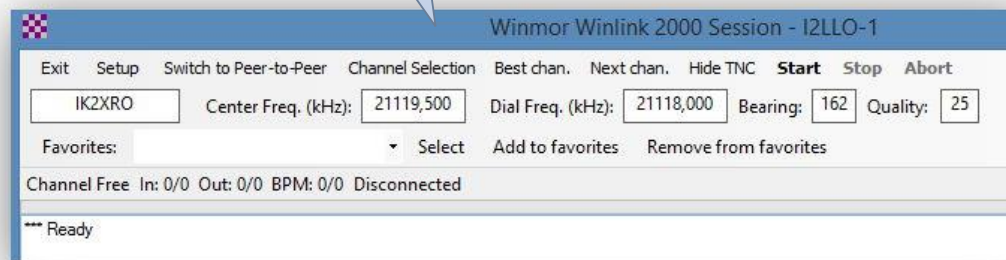 Winmor Winlink 2000 Session - I2LLO-1
Exit Setup Switch to Peer-to-Peer Channel Selection Best chan. Next chan. Hide TNC Start Stop Abort
IK2XRO Center Freq. (kHz): 21119,500 Dial Freq. (kHz): 21118,000 Bearing: 162 Quality: 25
Favorites: Select Add to favorites Remove from favorites
Channel Free In: 0/0 Out: 0/0 BPM: 0/0 Disconnected
*** Ready